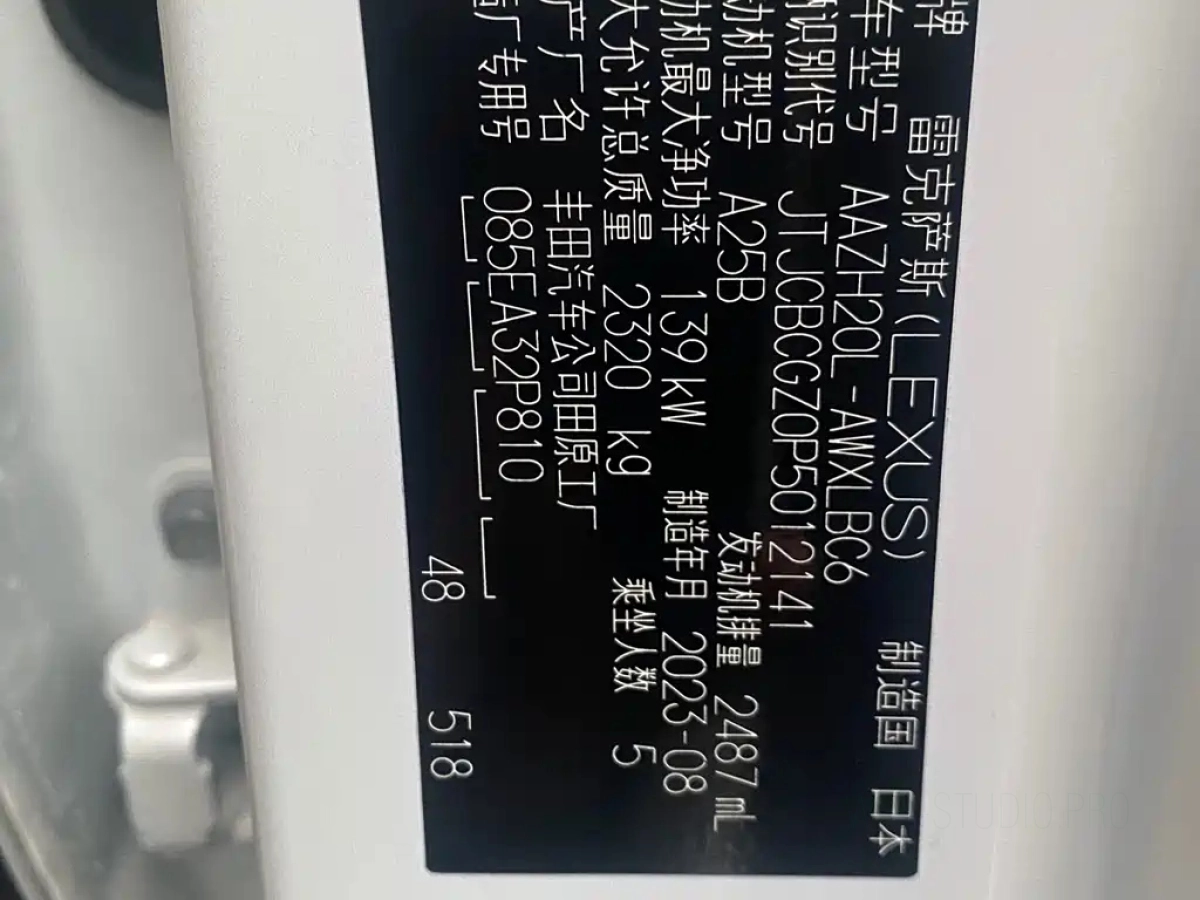 牌 雷克萨斯(LEXUS) 制造国 日本
车型号 AAZH20L-AWXLBC6
识别代号 JTJCBCGZ0P5012141
动机型号 A25B 发动机排量 2487 mL
动机最大净功率 139 kW 制造年月 2023-08
大允许总质量 2320 kg 乘坐人数 5
产厂名 丰田汽车公司田原工厂
厂专用号 085EA32P810
48 518